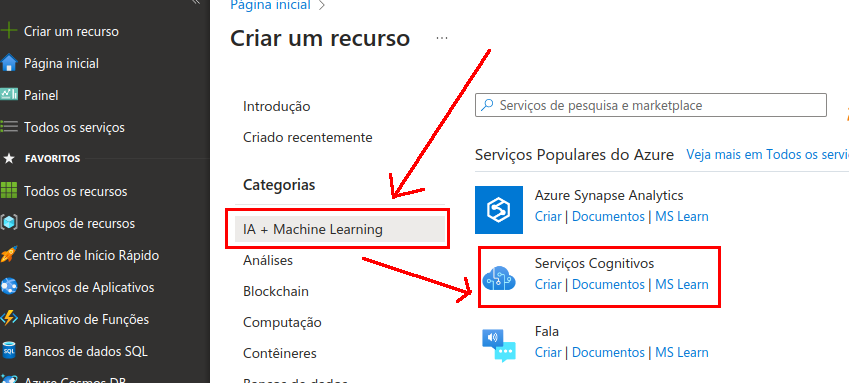 Criar um recurso
Página inicial
Painel
Todos os serviços
FAVORITOS
Todos os recursos
Grupos de recursos
Centro de Início Rápido
Serviços de Aplicativos
Aplicativo de Funções
Bancos de dados SQL
Azure Cosmos DB
Página inicial >
Criar um recurso ...
Introdução
Criado recentemente
Categorias
IA + Machine Learning
Análises
Blockchain
Computação
Contêineres
Bancos de dados
Serviços de pesquisa e marketplace
Serviços Populares do Azure Veja mais em Todos os servi
Azure Synapse Analytics
Criar | Documentos | MS Learn
Serviços Cognitivos
Criar | Documentos | MS Learn
Fala
Criar | Documentos | MS Learn